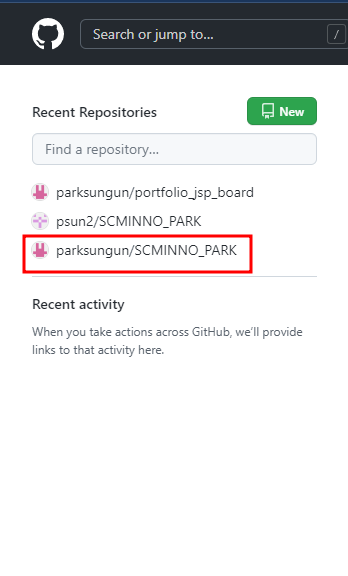 Search or jump to...
/
Recent Repositories
New
Find a repository...
parksungun/portfolio_jsp_board
psun2/SCMINNO_PARK
parksungun/SCMINNO_PARK
Recent activity
When you take actions across GitHub, we'll provide
links to that activity here.